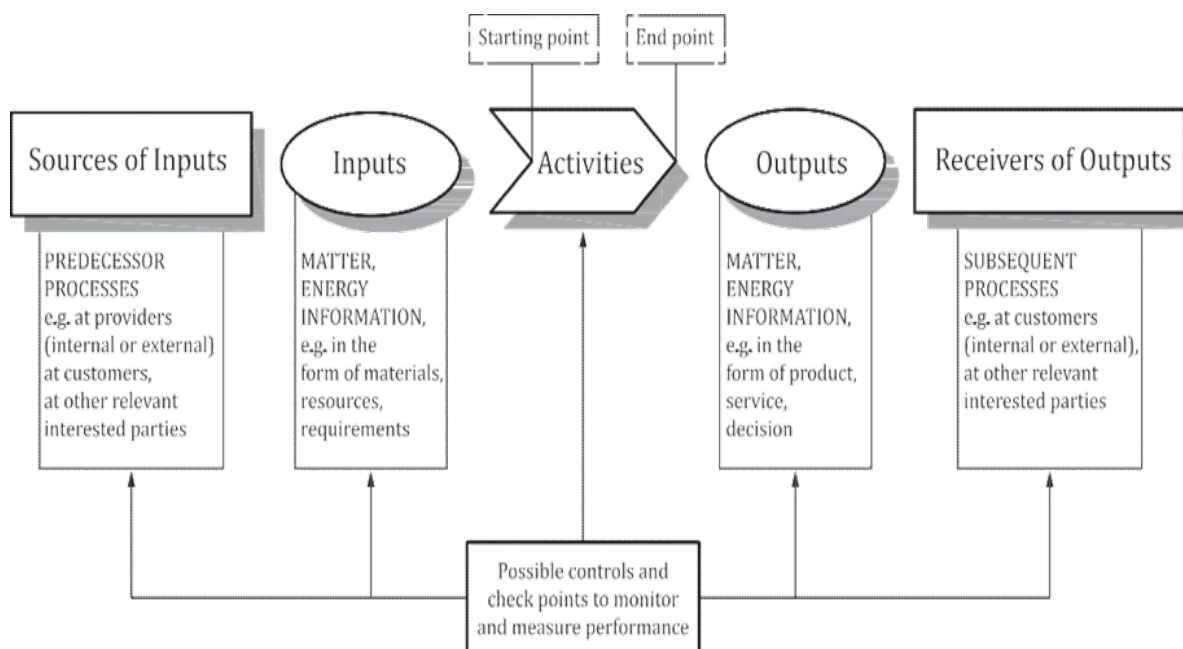 Starting point
End point
Sources of Inputs
Inputs
Activities
Outputs
Receivers of Outputs
PREDECESSOR
PROCESSES
e.g. at providers
(internal or external)
at customers,
at other relevant
interested parties
MATTER,
ENERGY
INFORMATION,
e.g. in the
form of materials,
resources,
requirements
MATTER,
ENERGY
INFORMATION,
e.g. in the
form of product,
service,
decision
SUBSEQUENT
PROCESSES
e.g. at customers
(internal or external),
at other relevant
interested parties
Possible controls and
check points to monitor
and measure performance